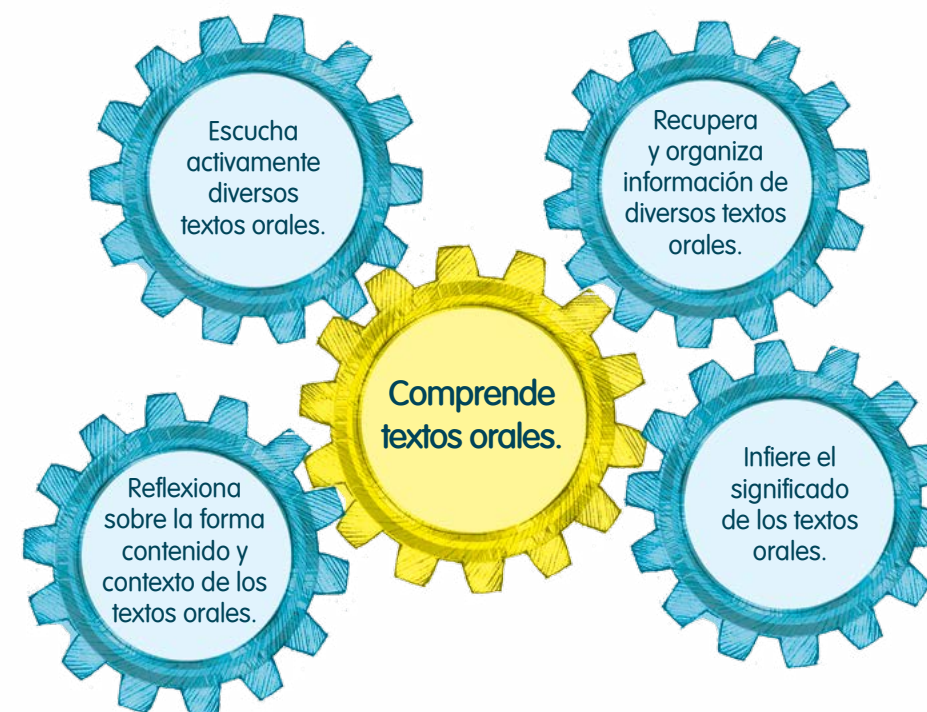 Escucha
activamente
diversos
textos orales.
Recupera
y organiza
información de
diversos textos
orales.
Comprende
textos orales.
Reflexiona
sobre la forma
contenido y
contexto de los
textos orales.
Infiere el
significado
de los textos
orales.